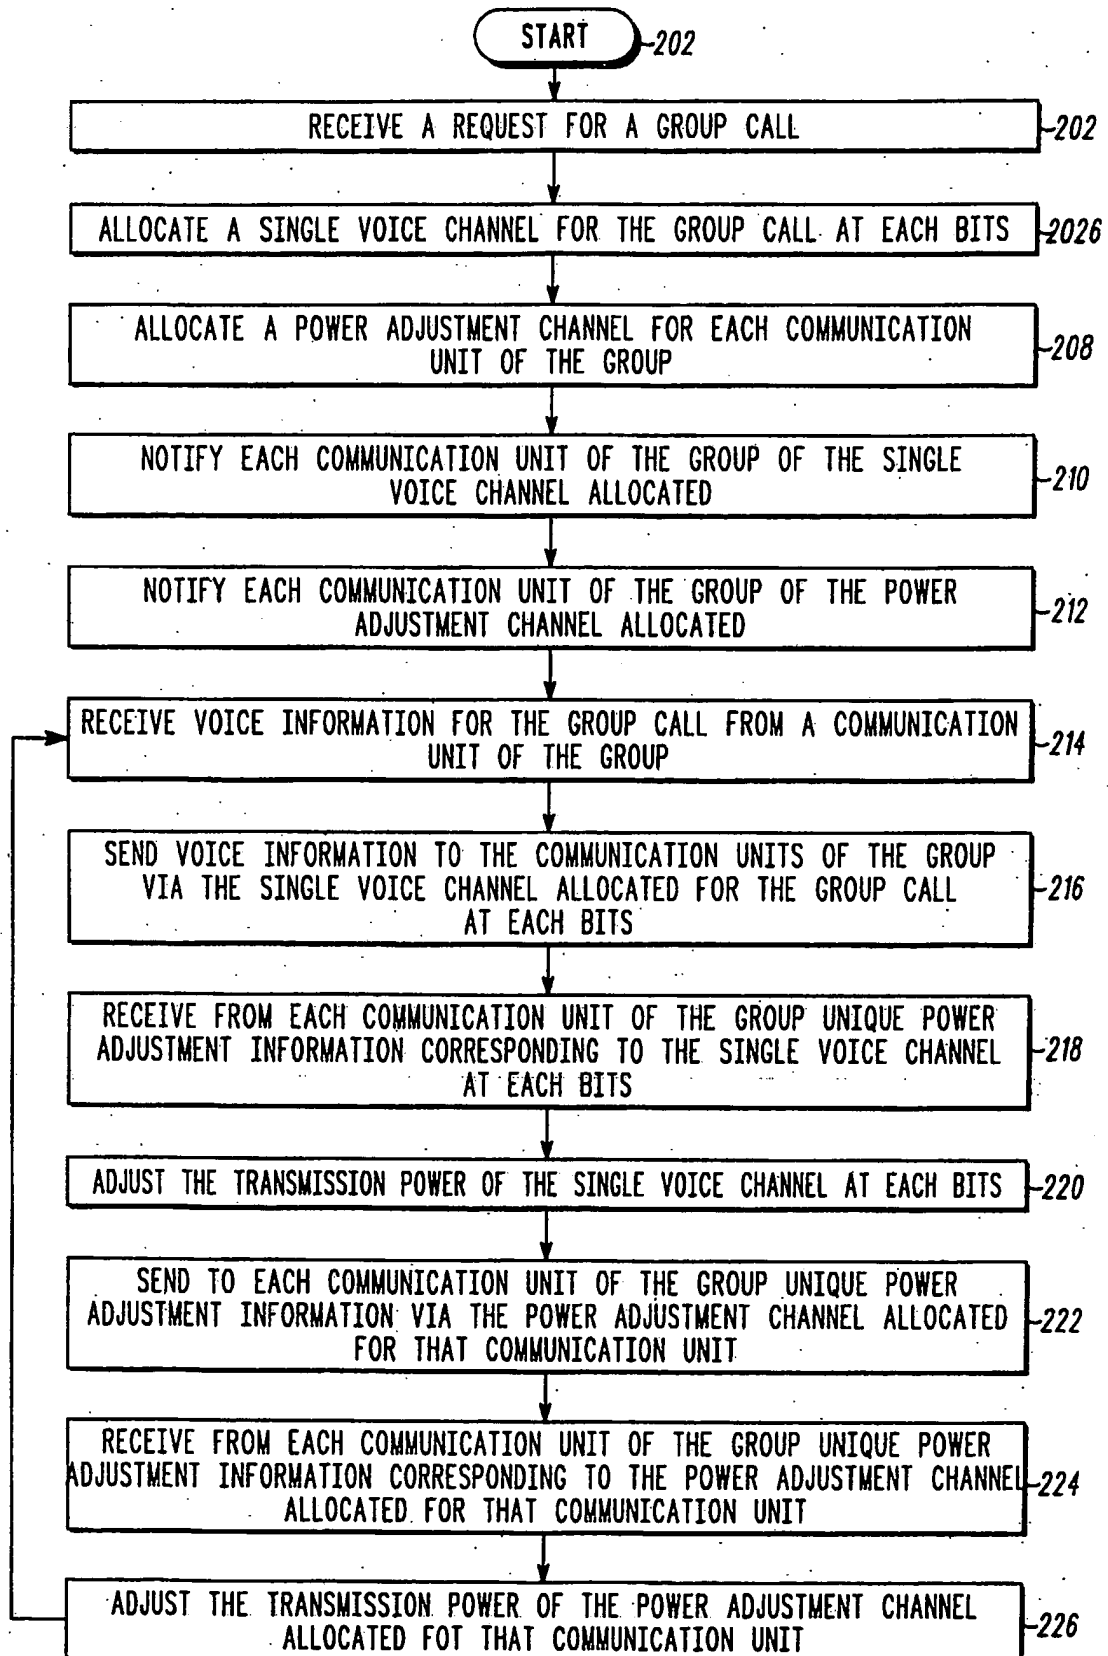 START
202
RECEIVE A REQUEST FOR A GROUP CALL
202
ALLOCATE A SINGLE VOICE CHANNEL FOR THE GROUP CALL AT EACH BITS
2026
ALLOCATE A POWER ADJUSTMENT CHANNEL FOR EACH COMMUNICATION
UNIT OF THE GROUP
208
NOTIFY EACH COMMUNICATION UNIT OF THE GROUP OF THE SINGLE
VOICE CHANNEL ALLOCATED
210
NOTIFY EACH COMMUNICATION UNIT OF THE GROUP OF THE POWER
ADJUSTMENT CHANNEL ALLOCATED
212
RECEIVE VOICE INFORMATION FOR THE GROUP CALL FROM A COMMUNICATION
UNIT OF THE GROUP
214
SEND VOICE INFORMATION TO THE COMMUNICATION UNITS OF THE GROUP
VIA THE SINGLE VOICE CHANNEL ALLOCATED FOR THE GROUP CALL
AT EACH BITS
216
RECEIVE FROM EACH COMMUNICATION UNIT OF THE GROUP UNIQUE POWER
ADJUSTMENT INFORMATION CORRESPONDING TO THE SINGLE VOICE CHANNEL
AT EACH BITS
218
ADJUST THE TRANSMISSION POWER OF THE SINGLE VOICE CHANNEL AT EACH BITS
220
SEND TO EACH COMMUNICATION UNIT OF THE GROUP UNIQUE POWER
ADJUSTMENT INFORMATION VIA THE POWER ADJUSTMENT CHANNEL ALLOCATED
FOR THAT COMMUNICATION UNIT
222
RECEIVE FROM EACH COMMUNICATION UNIT OF THE GROUP UNIQUE POWER
ADJUSTMENT INFORMATION CORRESPONDING TO THE POWER ADJUSTMENT CHANNEL
ALLOCATED FOR THAT COMMUNICATION UNIT
224
ADJUST THE TRANSMISSION POWER OF THE POWER ADJUSTMENT CHANNEL
ALLOCATED FOT THAT COMMUNICATION UNIT
226